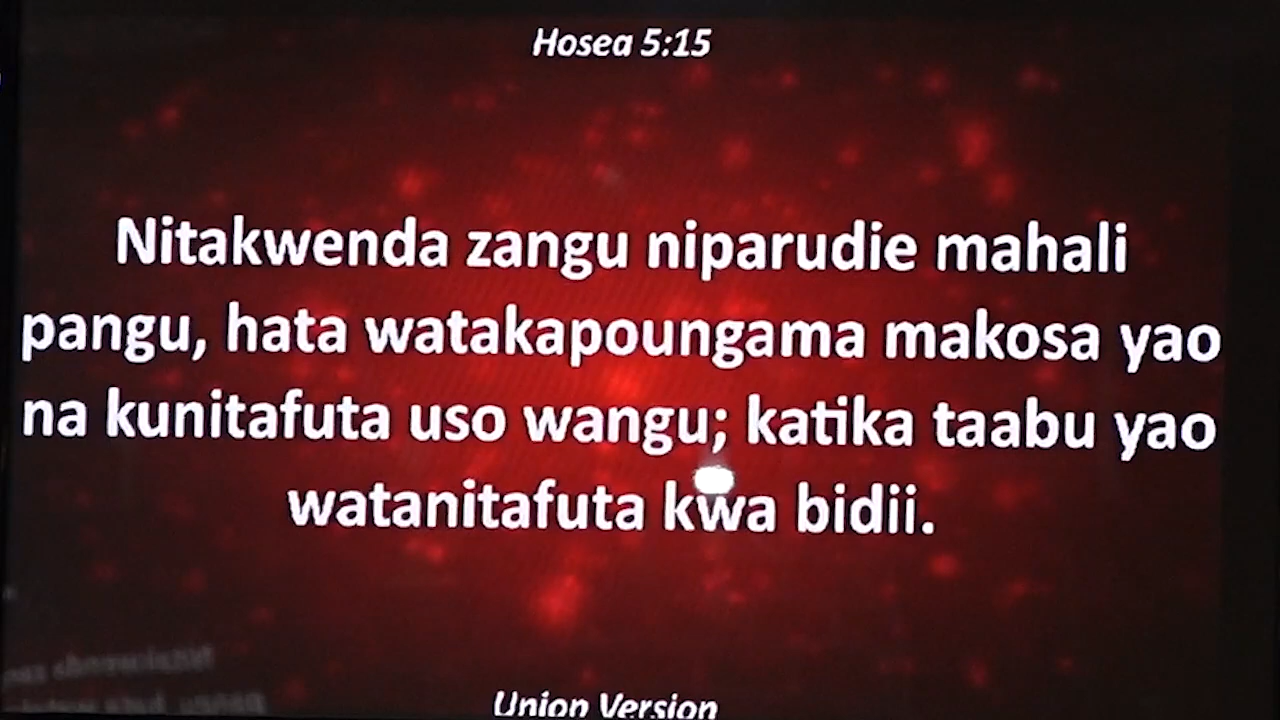 Hosea 5:15
Nitakwenda zangu niparudie mahali
pangu, hata watakapoungama makosa yao
na kunitafuta uso wangu; katika taabu yao
watanitafuta kwa bidii.
Union Version